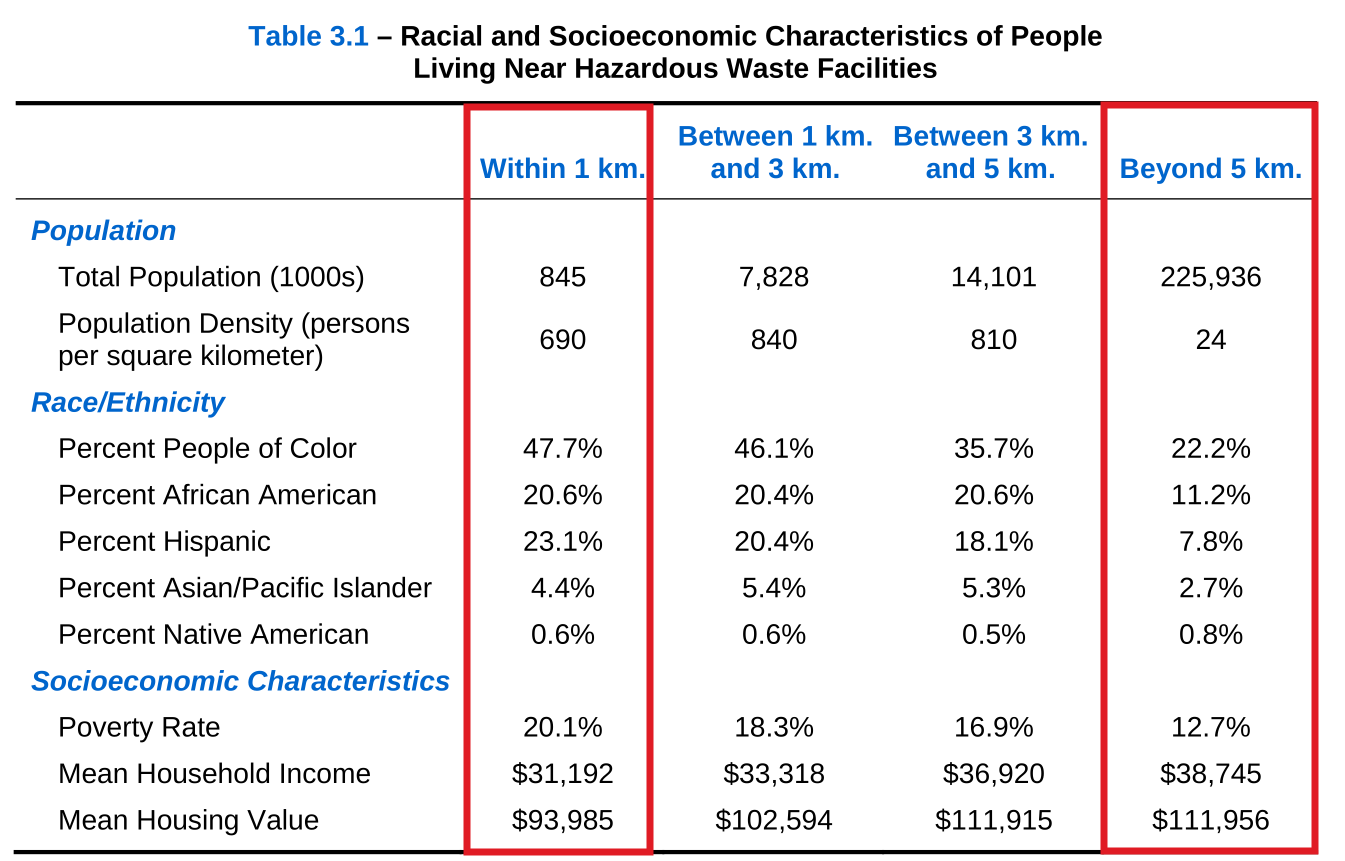 Table 3.1 – Racial and Socioeconomic Characteristics of People
Living Near Hazardous Waste Facilities
Within 1 km. Between 1 km. and 3 km. Between 3 km. and 5 km. Beyond 5 km.
Population
Total Population (1000s) 845 7,828 14,101 225,936
Population Density (persons
per square kilometer) 690 840 810 24
Race/Ethnicity
Percent People of Color 47.7% 46.1% 35.7% 22.2%
Percent African American 20.6% 20.4% 20.6% 11.2%
Percent Hispanic 23.1% 20.4% 18.1% 7.8%
Percent Asian/Pacific Islander 4.4% 5.4% 5.3% 2.7%
Percent Native American 0.6% 0.6% 0.5% 0.8%
Socioeconomic Characteristics
Poverty Rate 20.1% 18.3% 16.9% 12.7%
Mean Household Income $31,192 $33,318 $36,920 $38,745
Mean Housing Value $93,985 $102,594 $111,915 $111,956